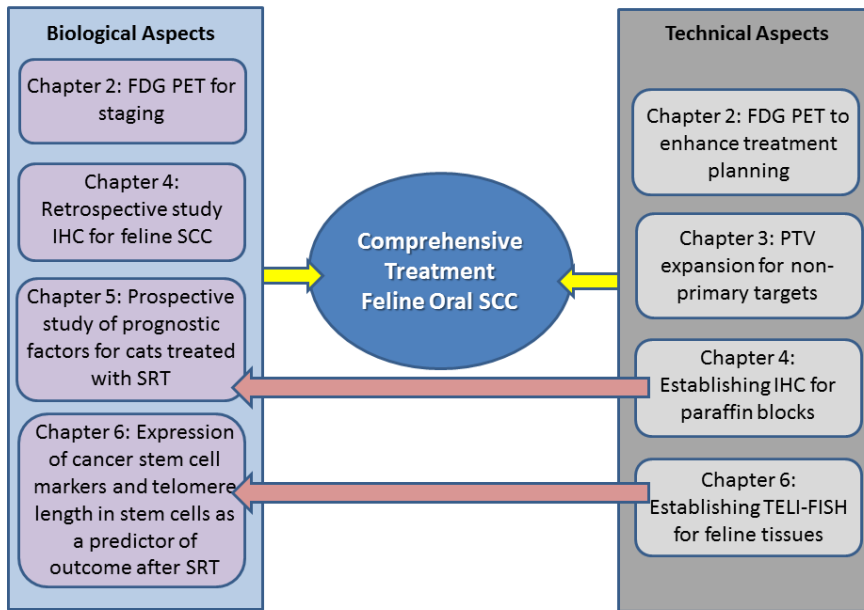 Biological Aspects
Chapter 2: FDG PET for
staging
Chapter 4:
Retrospective study
IHC for feline SCC
Chapter 5: Prospective
study of prognostic
factors for cats treated
with SRT
Chapter 6: Expression
of cancer stem cell
markers and telomere
length in stem cells as
a predictor of
outcome after SRT
Comprehensive
Treatment
Feline Oral SCC
Technical Aspects
Chapter 2: FDG PET to
enhance treatment
planning
Chapter 3: PTV
expansion for non-
primary targets
Chapter 4:
Establishing IHC for
paraffin blocks
Chapter 6:
Establishing TELI-FISH
for feline tissues